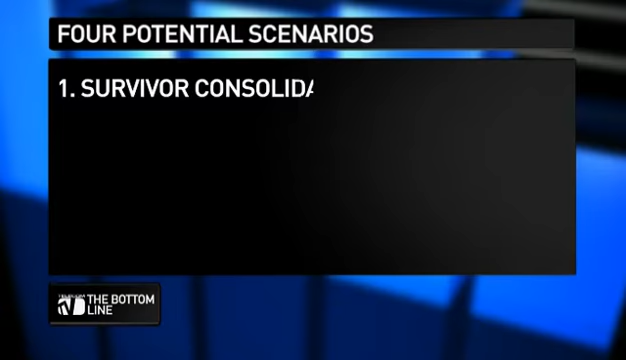 FOUR POTENTIAL SCENARIOS
1. SURVIVOR CONSOLIDA
THE BOTTOM
LINE